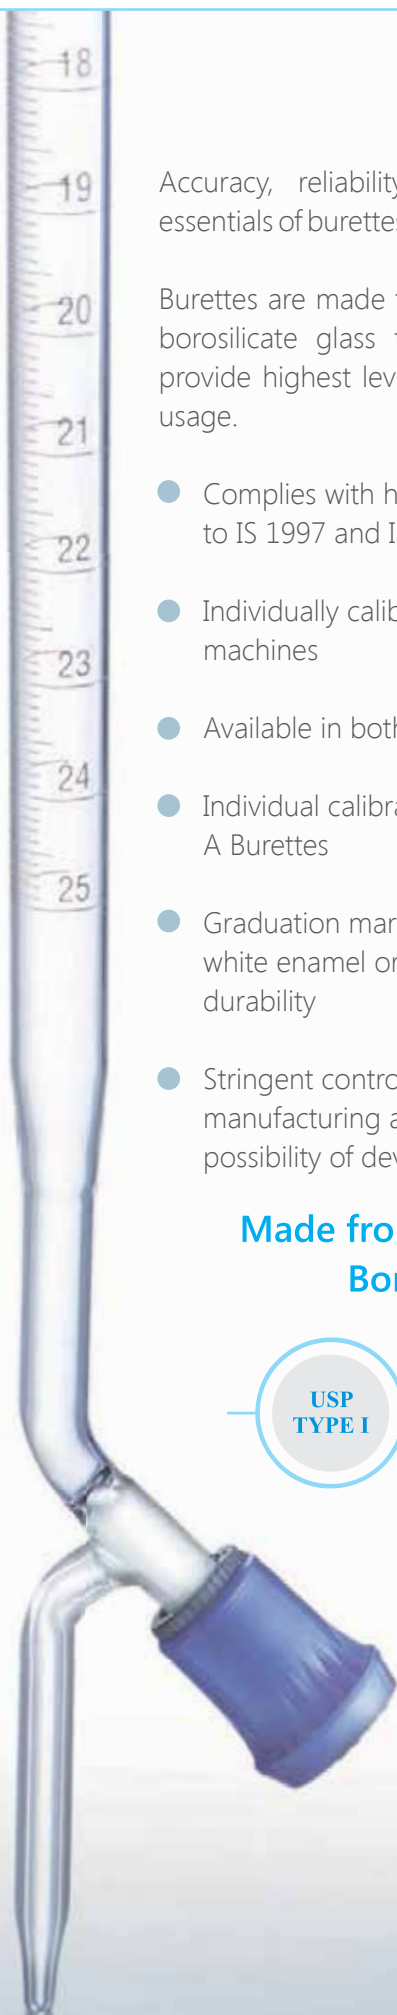 18
19
20
21
22
23
24
25
Accuracy, reliability
essentials of burettes
Burettes are made
borosilicate glass
provide highest lev
usage.
Complies with h
to IS 1997 and I
Individually calib
machines
Available in both
Individual calibra
A Burettes
Graduation mar
white enamel or
durability
Stringent contro
manufacturing a
possibility of dev
Made fro
Bor
USP
TYPE I